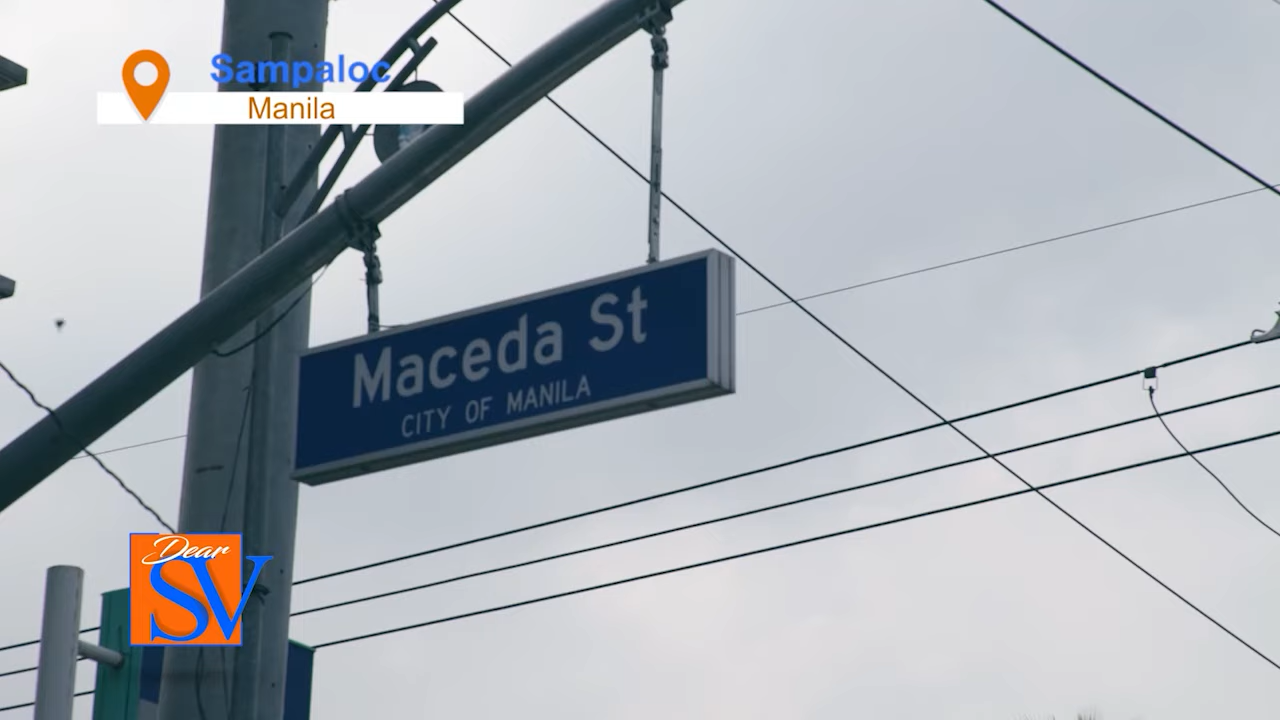 Sampaloc
Manila
Maceda St
CITY OF MANILA
Dear
SV